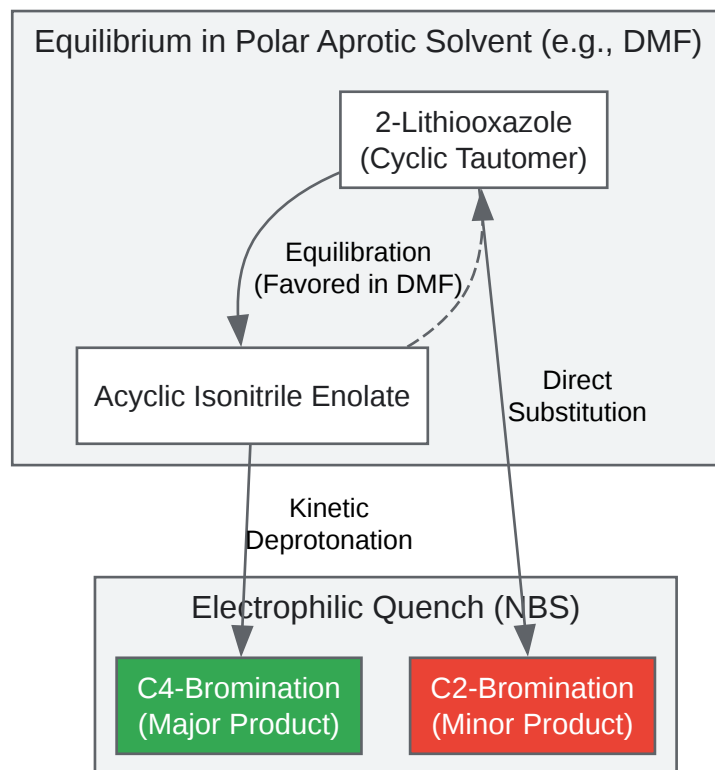 Equilibrium in Polar Aprotic Solvent (e.g., DMF)
2-Lithiooxazole
(Cyclic Tautomer)
Equilibration
(Favored in DMF)
Acyclic Isonitrile Enolate
Direct
Substitution
Kinetic
Deprotonation
Electrophilic Quench (NBS)
C4-Bromination
(Major Product)
C2-Bromination
(Minor Product)